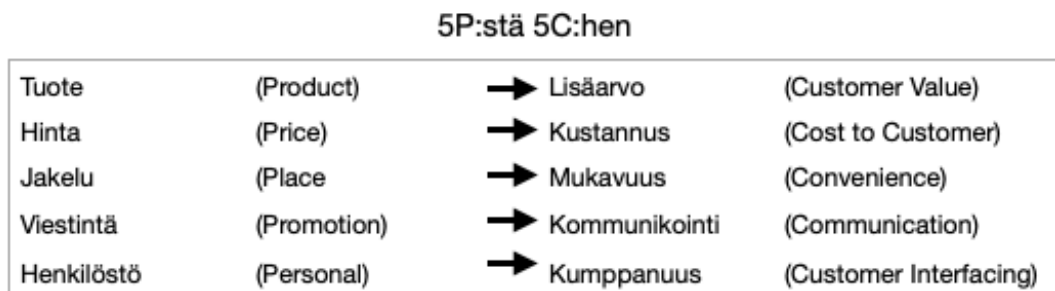 5P:stä 5C:hen
Tuote (Product) Lisäarvo (Customer Value)
Hinta (Price) Kustannus (Cost to Customer)
Jakelu (Place Mukavuus (Convenience)
Viestintä (Promotion) Kommunikointi (Communication)
Henkilöstö (Personal) Kumppanuus (Customer Interfacing)